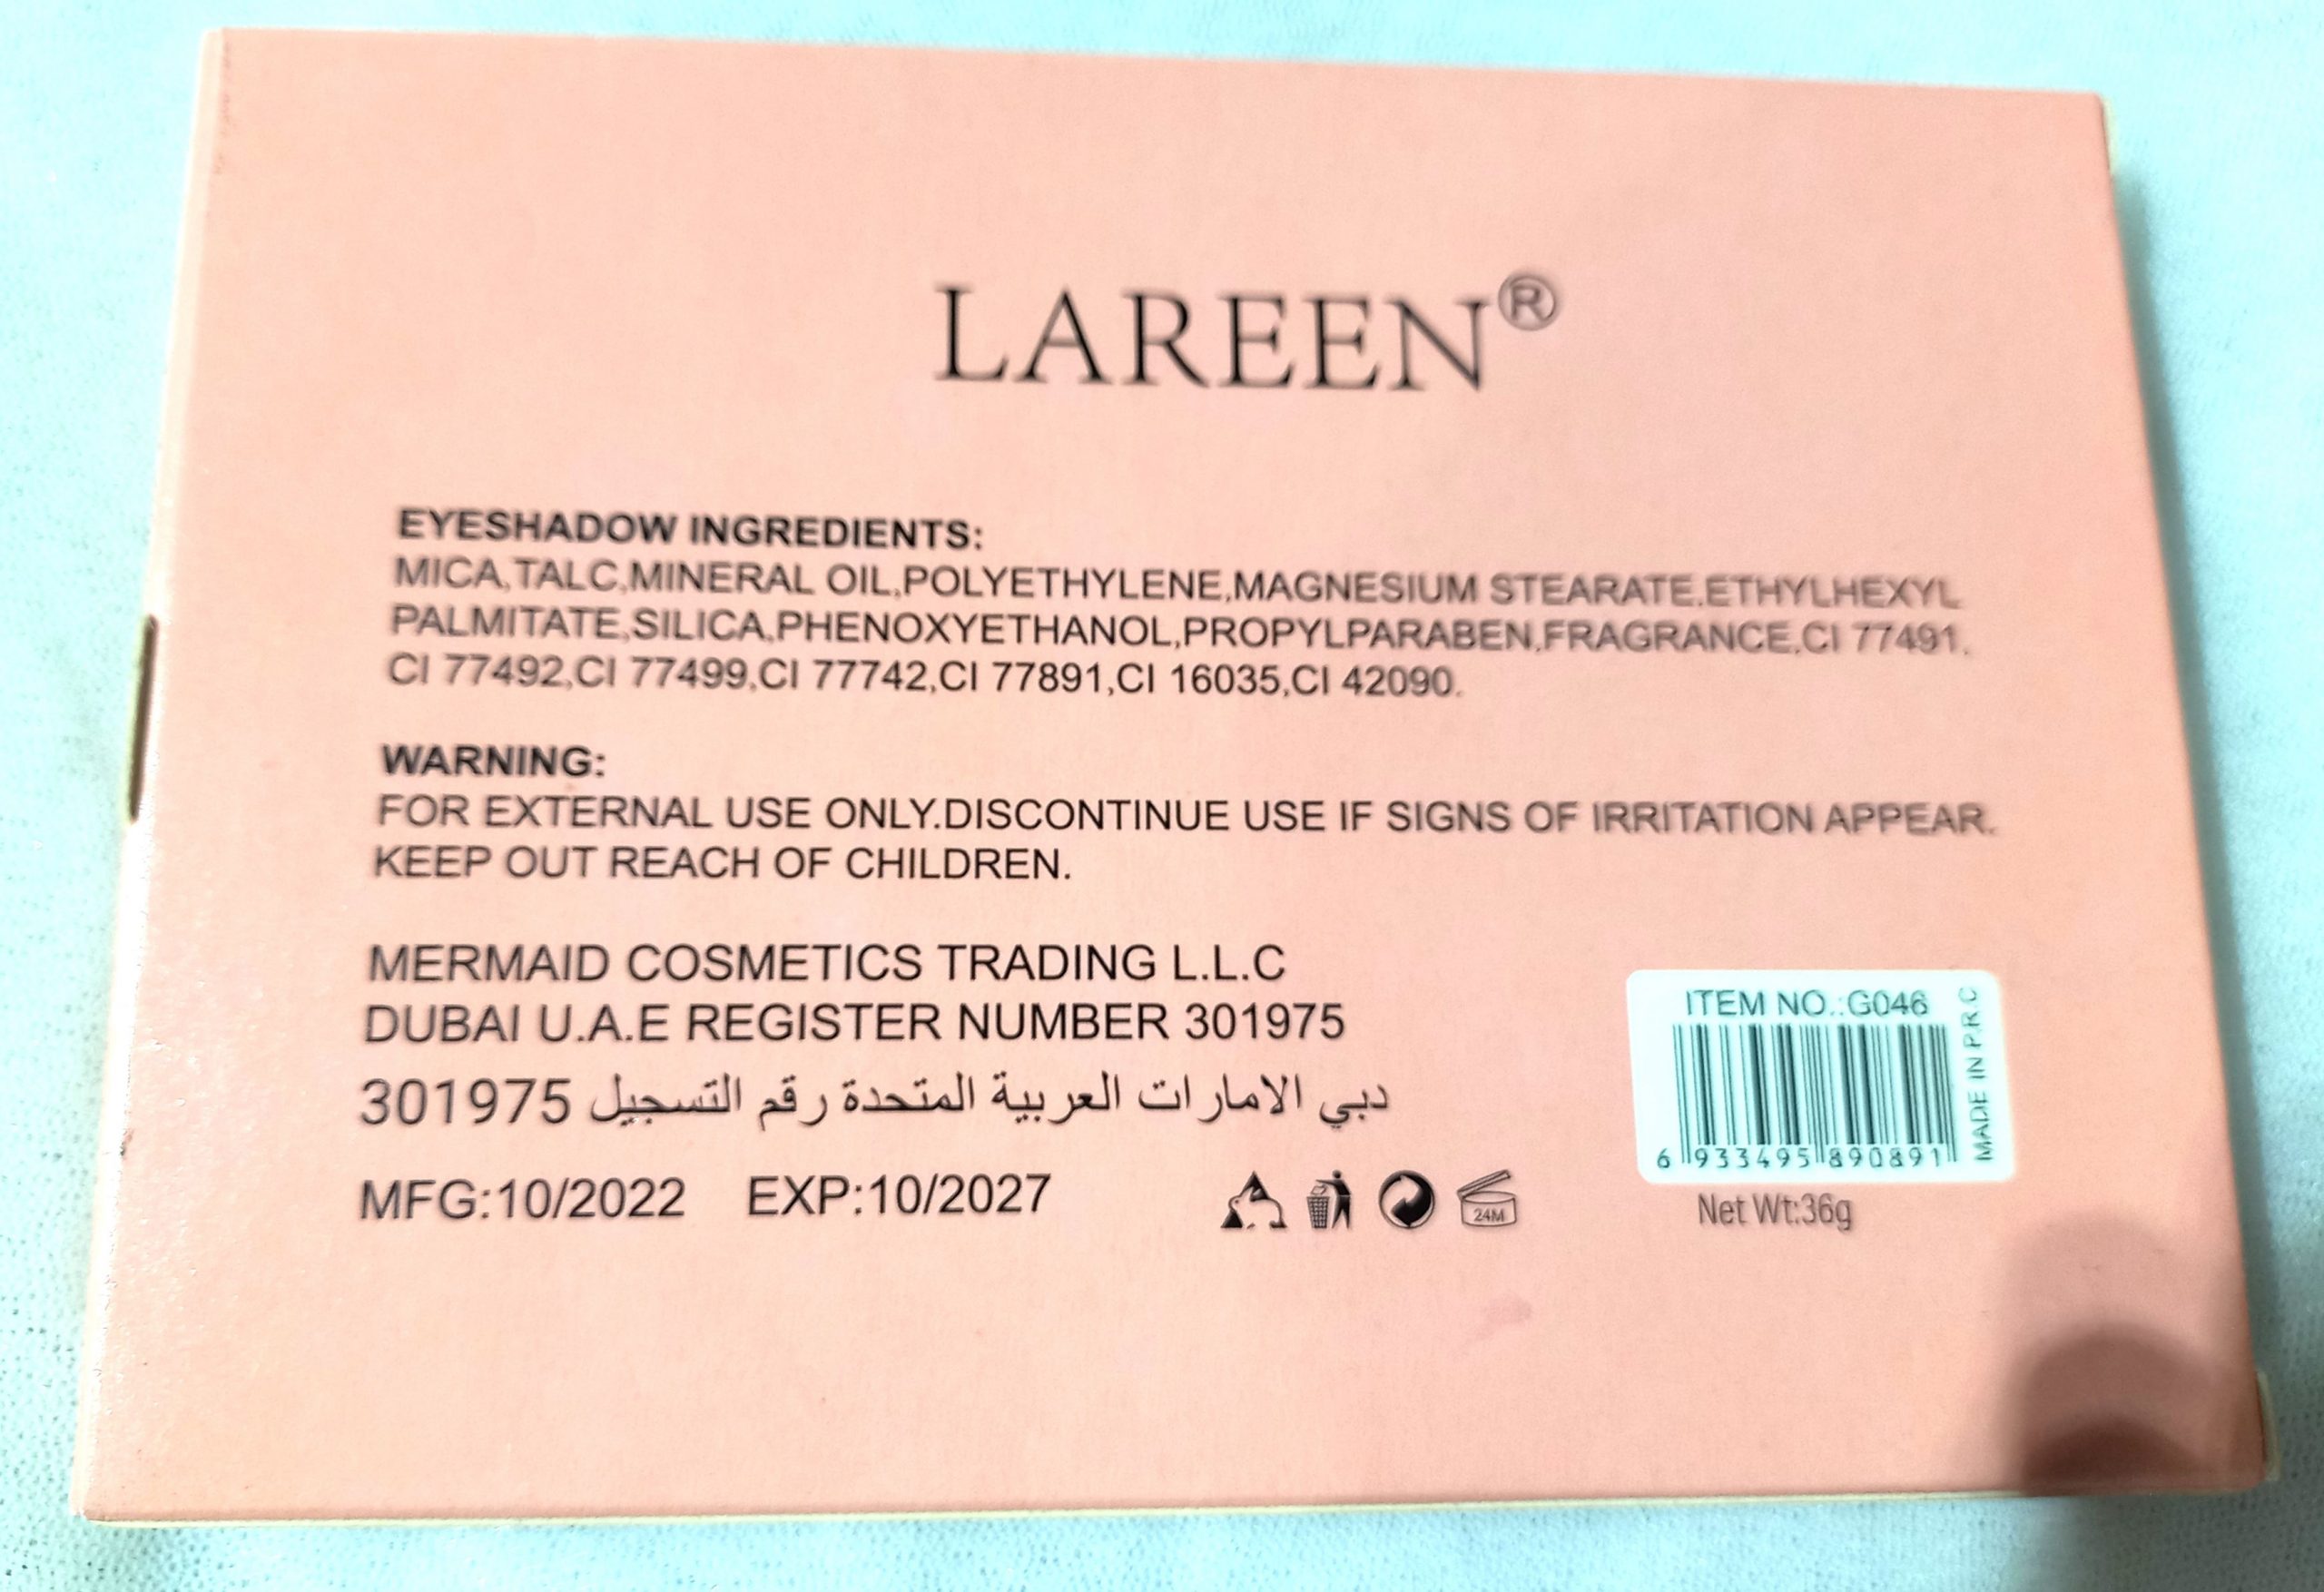 LAREEN®
EYESHADOW INGREDIENTS:
MICA,TALC,MINERAL OIL,POLYETHYLENE,MAGNESIUM STEARATE,ETHYLHEXYL
PALMITATE,SILICA,PHENOXYETHANOL,PROPYLPARABEN,FRAGRANCE,CI 77491,
CI 77492,CI 77499,CI 77742,CI 77891,CI 16035,CI 42090.
WARNING:
FOR EXTERNAL USE ONLY.DISCONTINUE USE IF SIGNS OF IRRITATION APPEAR.
KEEP OUT REACH OF CHILDREN.
MERMAID COSMETICS TRADING L.L.C
DUBAI U.A.E REGISTER NUMBER 301975
دبي الامارات العربية المتحدة رقم التسجيل 301975
MFG:10/2022 EXP:10/2027
24M
ITEM NO.:G046
6 933495 890891
MADE IN P.R.C
Net Wt:36g